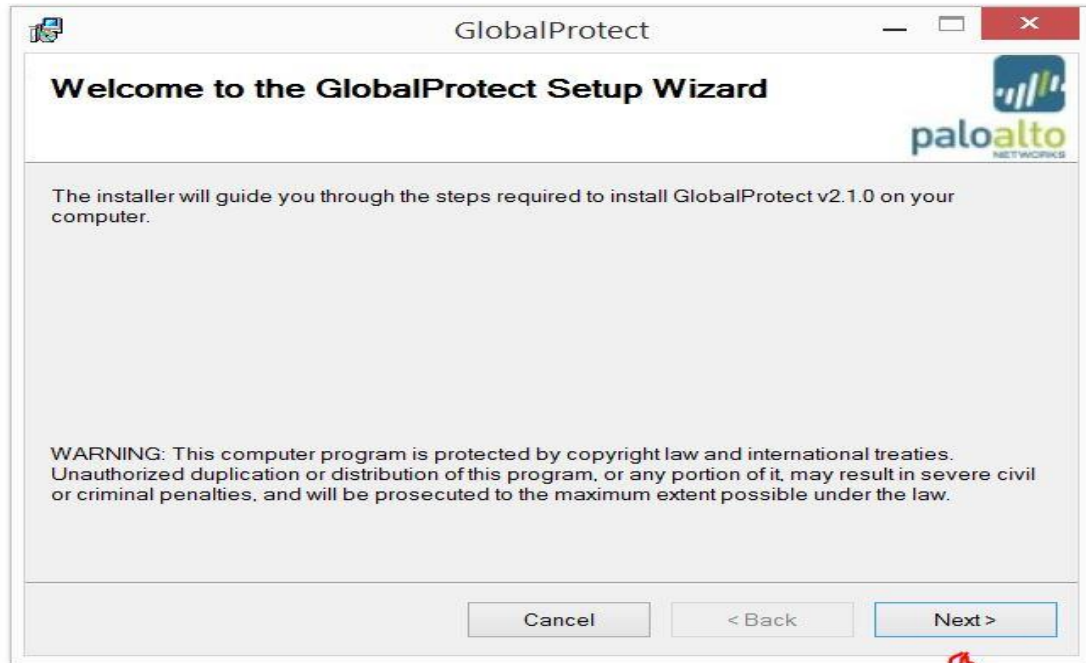 GlobalProtect
Welcome to the GlobalProtect Setup Wizard
paloalto
NETWORKS
The installer will guide you through the steps required to install GlobalProtect v2.1.0 on your
computer.
WARNING: This computer program is protected by copyright law and international treaties.
Unauthorized duplication or distribution of this program, or any portion of it, may result in severe civil
or criminal penalties, and will be prosecuted to the maximum extent possible under the law.
Cancel
< Back
Next >